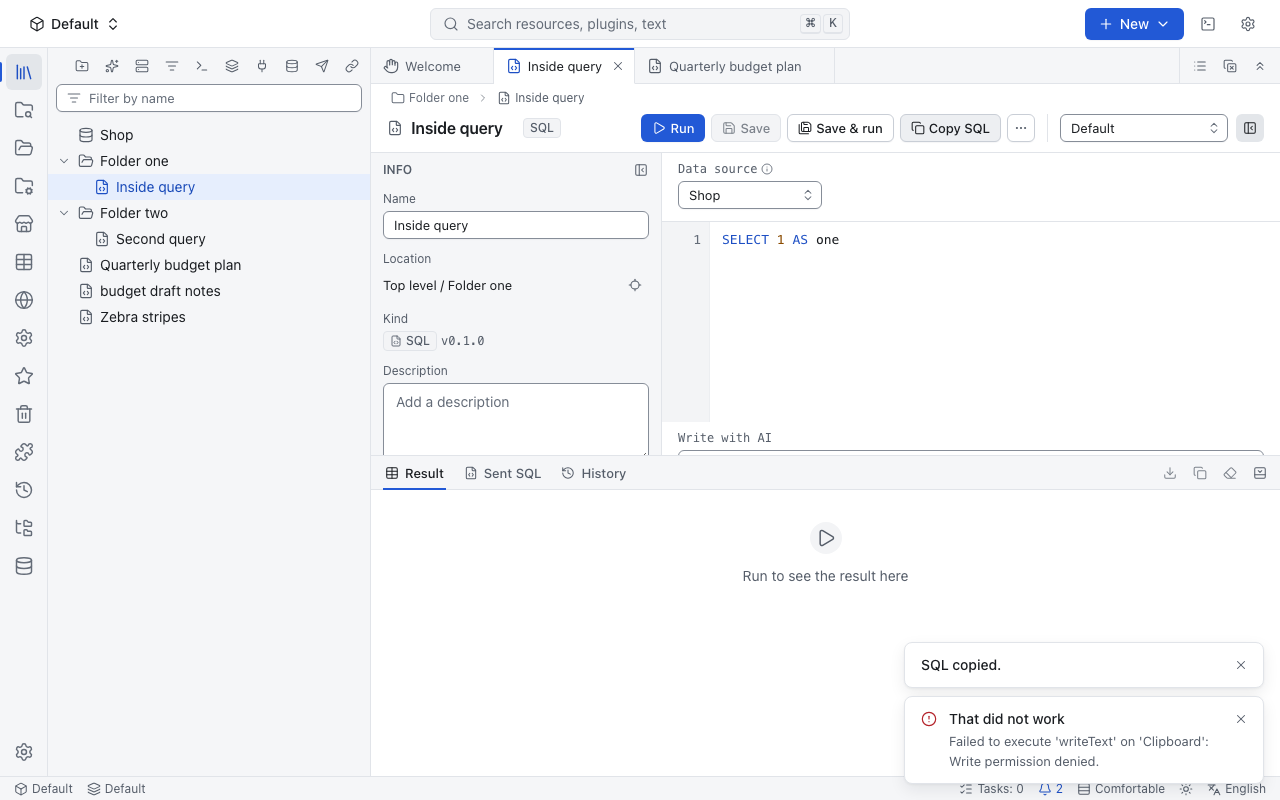 Default
Search resources, plugins, text
⌘ K
New
Filter by name
Shop
Folder one
Inside query
Folder two
Second query
Quarterly budget plan
budget draft notes
Zebra stripes
Welcome
Inside query
Quarterly budget plan
Folder one
Inside query
Inside query
SQL
Run
Save
Save & run
Copy SQL
Default
INFO
Name
Inside query
Location
Top level / Folder one
Kind
SQL v0.1.0
Description
Add a description
Data source
Shop
1 SELECT 1 AS one
Write with AI
Result
Sent SQL
History
Run to see the result here
SQL copied.
That did not work
Failed to execute 'writeText' on 'Clipboard':
Write permission denied.
Default
Default
Tasks: 0
2
Comfortable
English